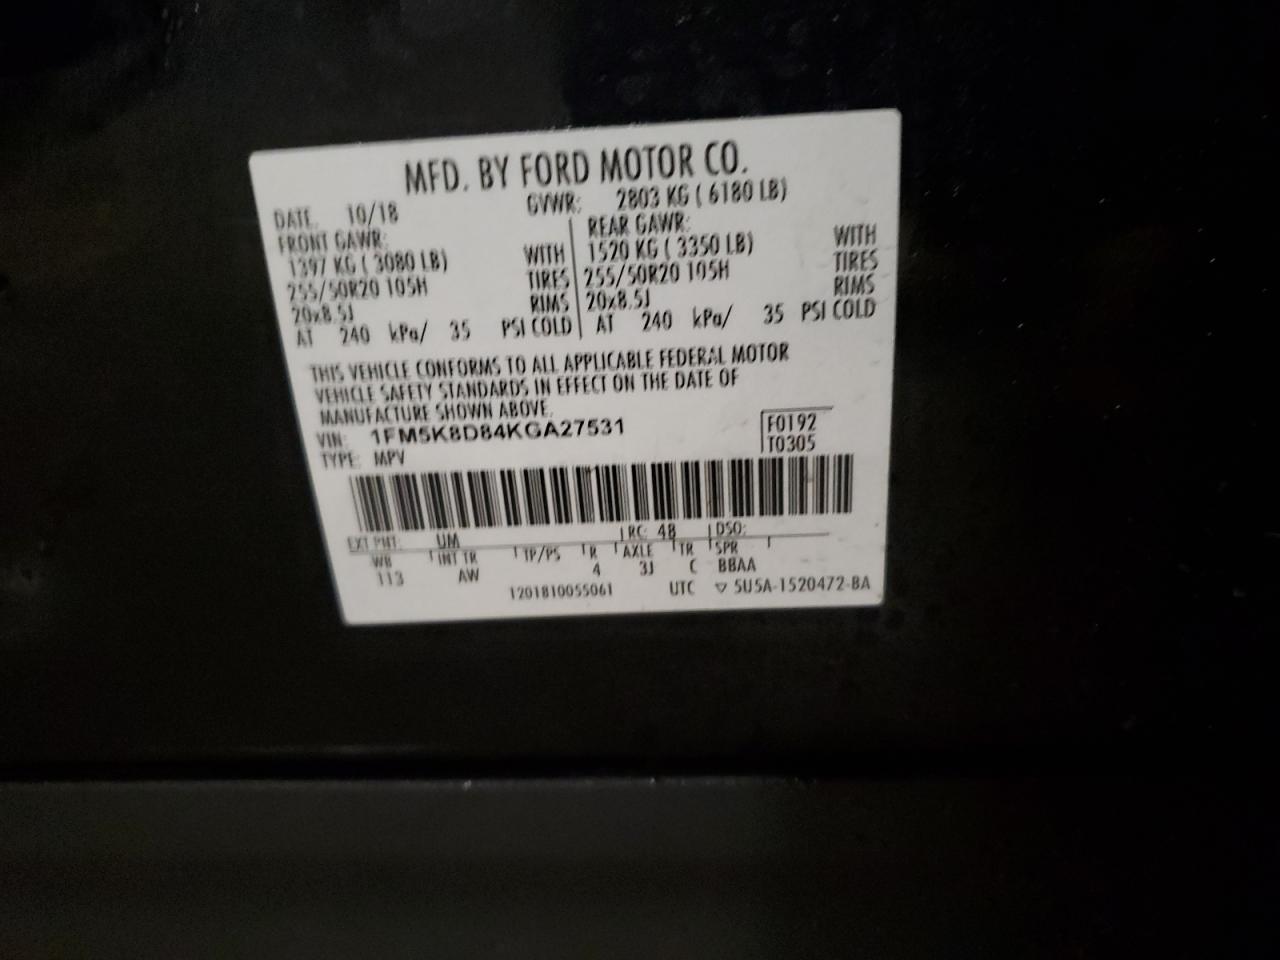 MFD. BY FORD MOTOR CO.
DATE: 10/18 GVWR: 2803 KG ( 6180 LB)
FRONT GAWR: REAR GAWR:
1397 KG ( 3080 LB) WITH 1520 KG ( 3350 LB) WITH
255/50R20 105H TIRES 255/50R20 105H TIRES
20x8.5J RIMS 20x8.5J RIMS
AT 240 kPa/ 35 PSI COLD AT 240 kPa/ 35 PSI COLD
THIS VEHICLE CONFORMS TO ALL APPLICABLE FEDERAL MOTOR
VEHICLE SAFETY STANDARDS IN EFFECT ON THE DATE OF
MANUFACTURE SHOWN ABOVE.
VIN: 1FM5K8D84KGA27531 F0192
TYPE: MPV T0305
EXT PNT: UM RC: 48 DSO:
WB INT TR TP/PS R AXLE TR SPR
113 AW 4 3J C BBAA
1201810055061 UTC ▽ 5U5A-1520472-BA